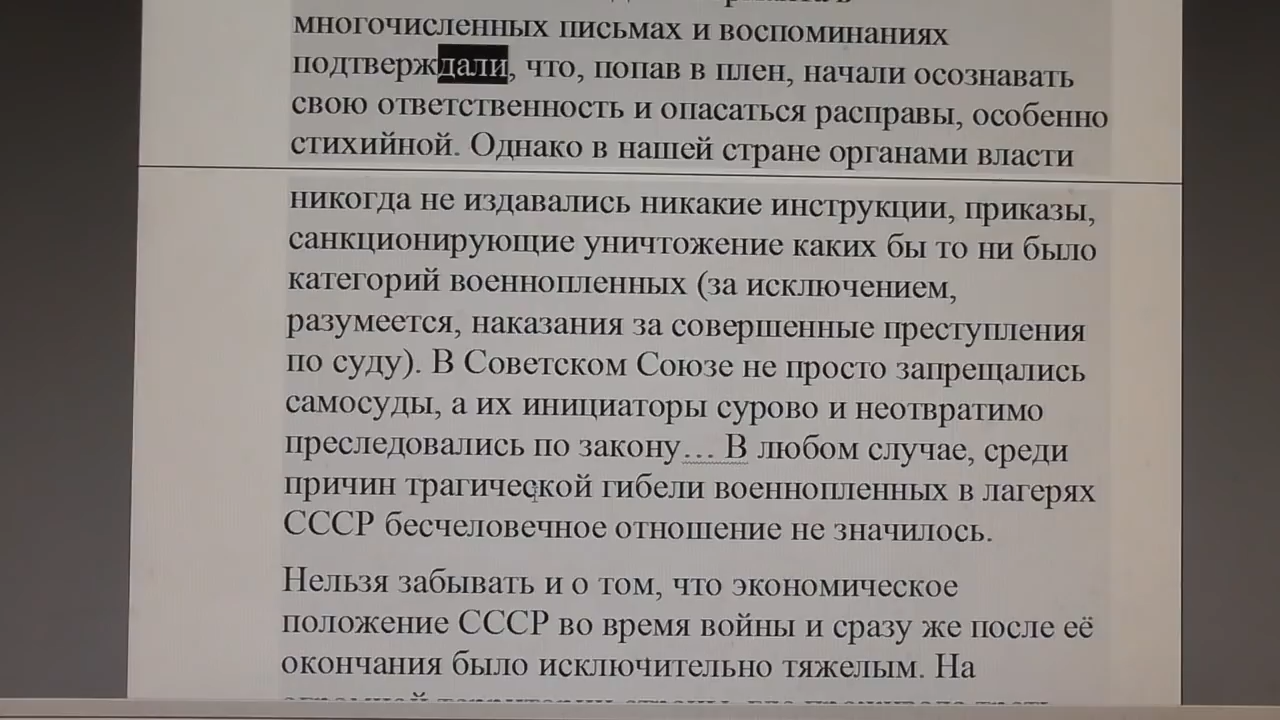 многочисленных письмах и воспоминаниях
подтверждали, что, попав в плен, начали осознавать
свою ответственность и опасаться расправы, особенно
стихийной. Однако в нашей стране органами власти
никогда не издавались никакие инструкции, приказы,
санкционирующие уничтожение каких бы то ни было
категорий военнопленных (за исключением,
разумеется, наказания за совершенные преступления
по суду). В Советском Союзе не просто запрещались
самосуды, а их инициаторы сурово и неотвратимо
преследовались по закону… В любом случае, среди
причин трагической гибели военнопленных в лагерях
СССР бесчеловечное отношение не значилось.
Нельзя забывать и о том, что экономическое
положение СССР во время войны и сразу же после её
окончания было исключительно тяжелым. На